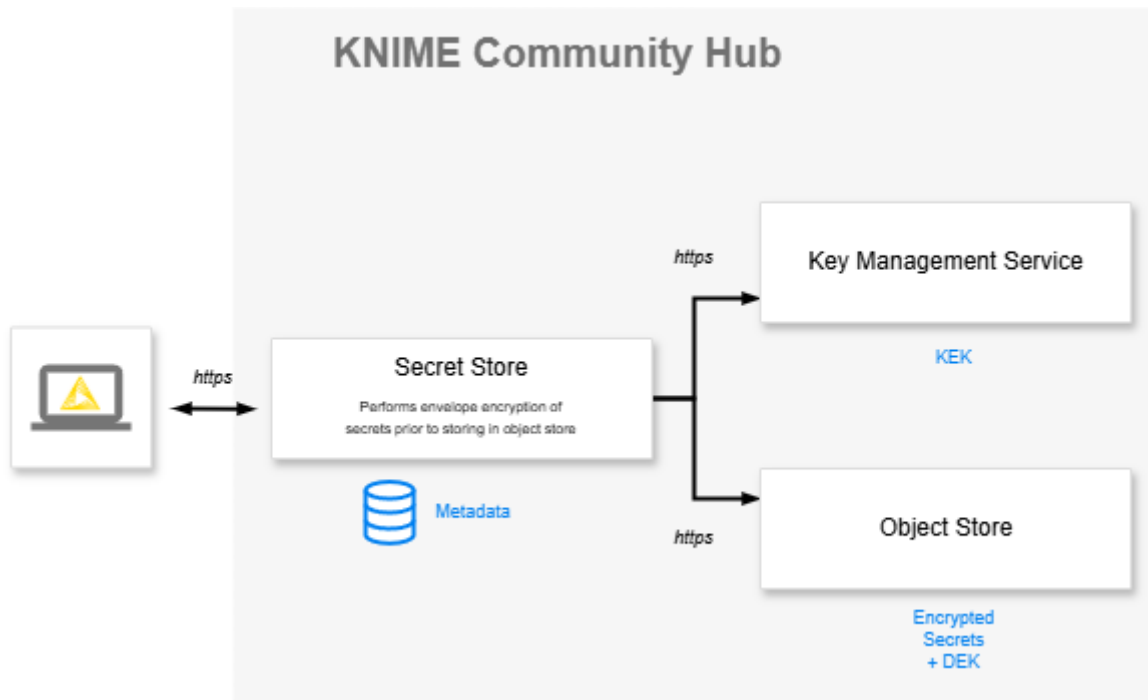 KNIME Community Hub
https
Key Management Service
KEK
https
Secret Store
Performs envelope encryption of
secrets prior to storing in object store
Metadata
https
Object Store
Encrypted
Secrets
+ DEK